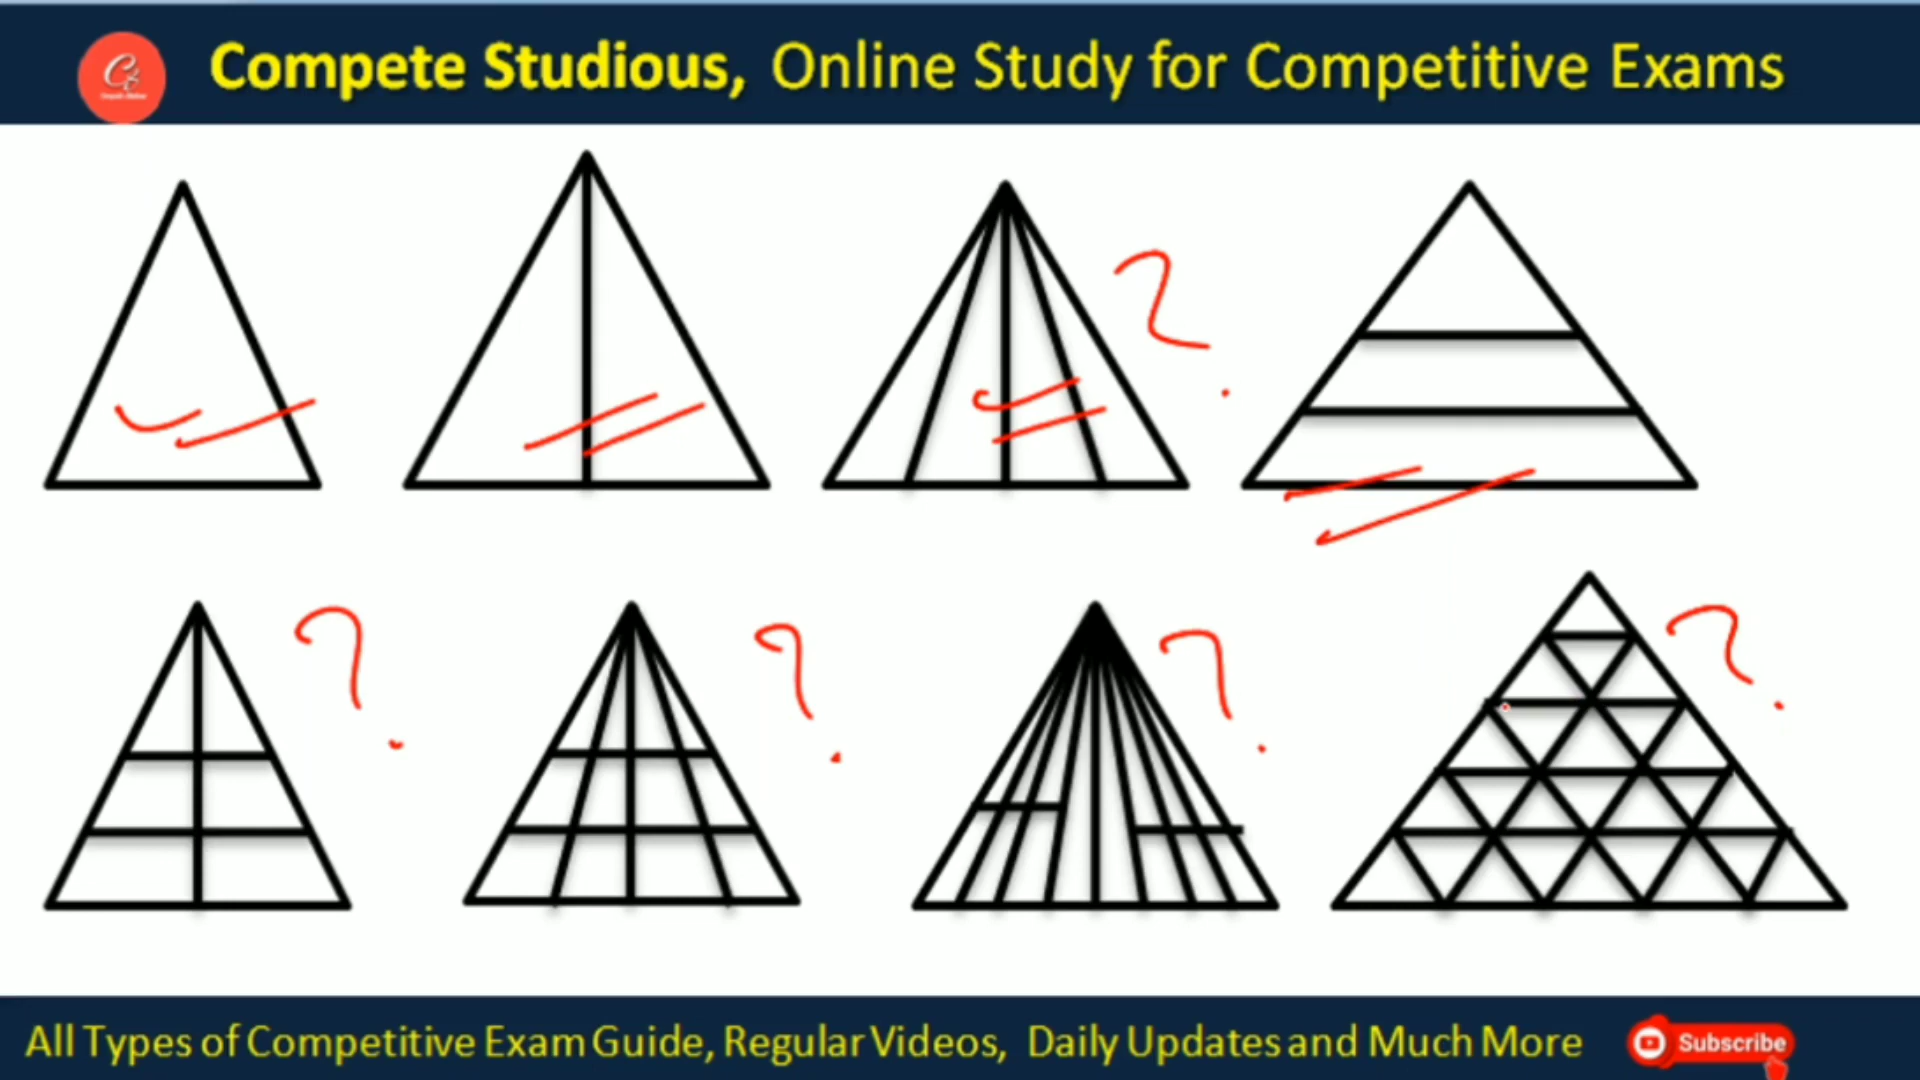 Compete Studious, Online Study for Competitive Exams
?
? ? ? ?
All Types of Competitive Exam Guide, Regular Videos, Daily Updates and Much More
Subscribe